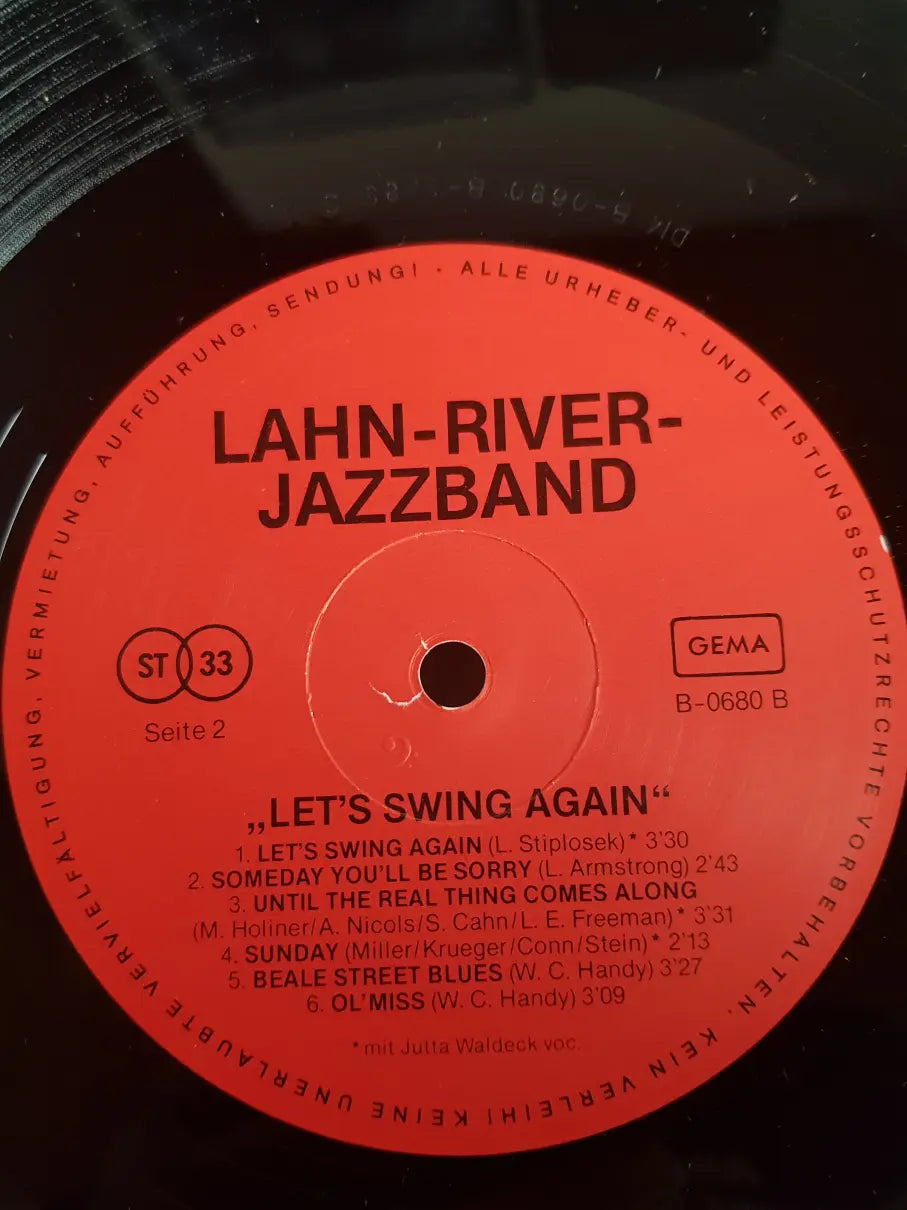 ALLE URHEBER- UND LEISTUNGSSCHUTZRECHTE VORBEHALTEN, KEIN VERLEIH! KEINE UNERLAUBTE VERVIELFÄLTIGUNG, VERMIETUNG, AUFFÜHRUNG, SENDUNG! ·
LAHN-RIVER-
JAZZBAND
ST 33
Seite 2
GEMA
B-0680 B
„LET'S SWING AGAIN“
1. LET'S SWING AGAIN (L. Stiplosek)* 3'30
2. SOMEDAY YOU'LL BE SORRY (L. Armstrong) 2'43
3. UNTIL THE REAL THING COMES ALONG
(M. Holiner/A. Nicols/S. Cahn/L. E. Freeman)* 3'31
4. SUNDAY (Miller/Krueger/Conn/Stein)* 2'13
5. BEALE STREET BLUES (W. C. Handy) 3'27
6. OL'MISS (W. C. Handy) 3'09
*mit Jutta Waldeck voc.